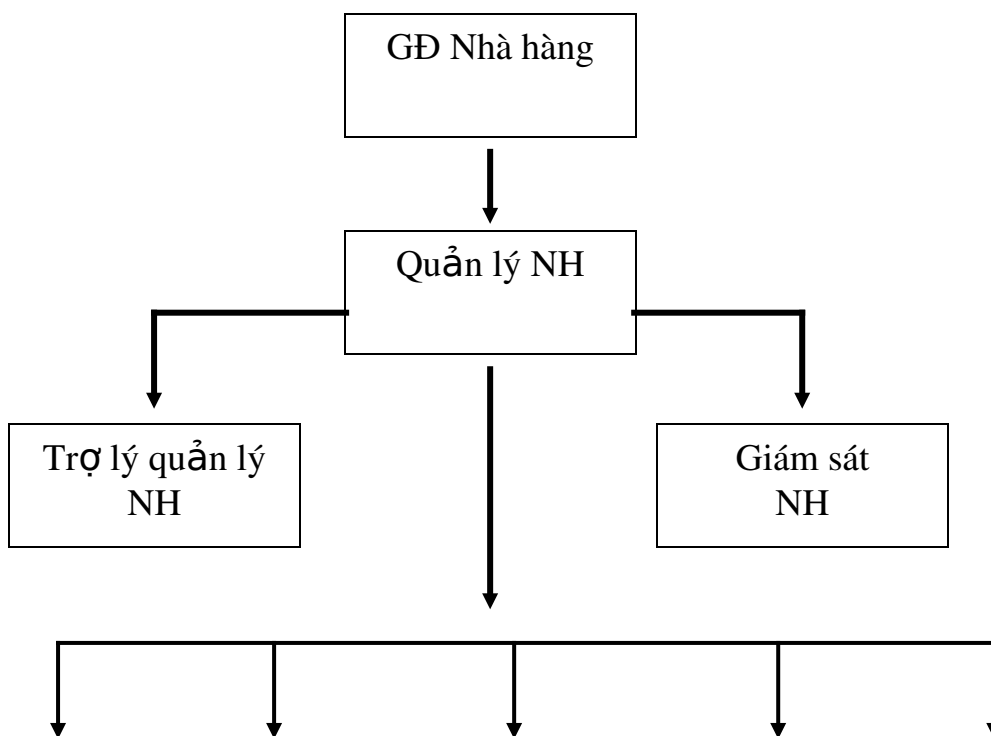 GĐ Nhà hàng
Quản lý NH
Trợ lý quản lý
NH
Giám sát
NH